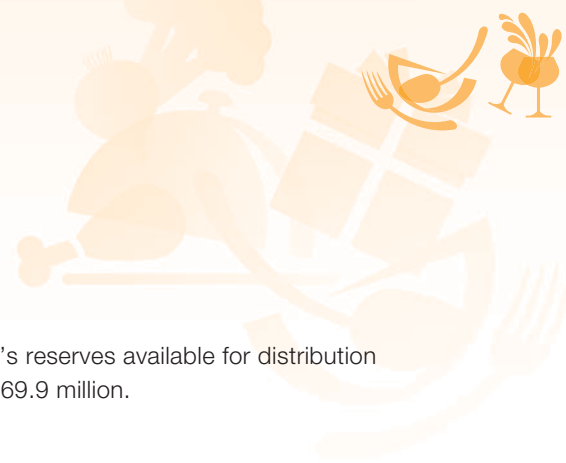 ’s reserves available for distribution
69.9 million.